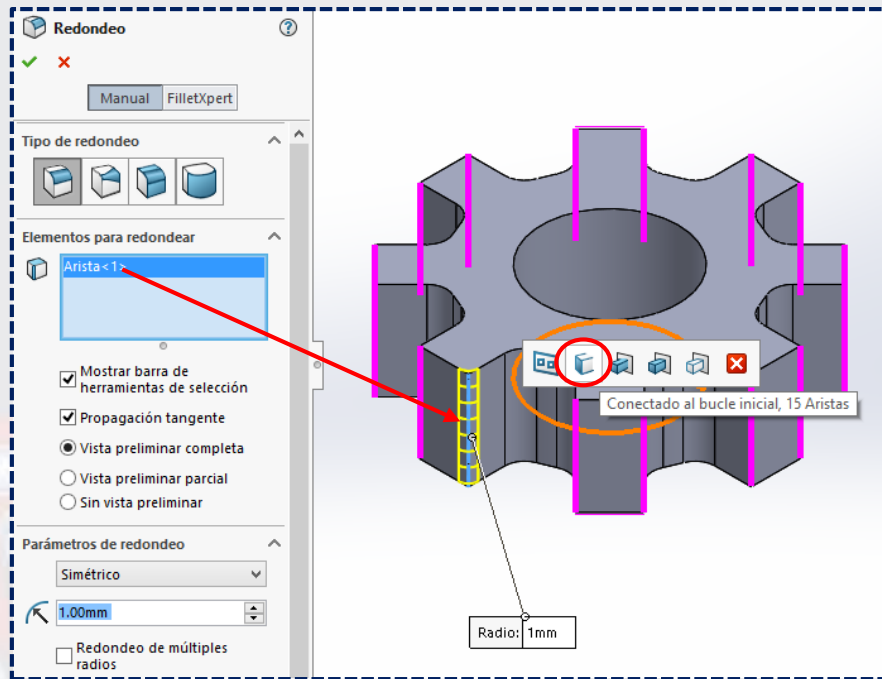 Redondeo
Manual FilletXpert
Tipo de redondeo
Elementos para redondear
Arista<1>
Mostrar barra de
herramientas de selección
Propagación tangente
Vista preliminar completa
Vista preliminar parcial
Sin vista preliminar
Parámetros de redondeo
Simétrico
1.00mm
Redondeo de múltiples
radios
Conectado al bucle inicial, 15 Aristas
Radio: 1mm